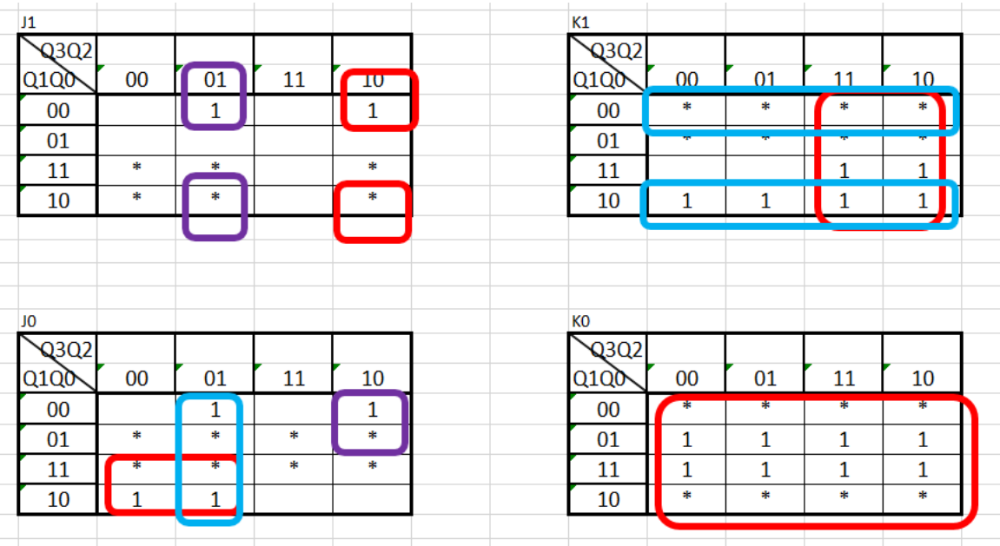 J1
Q3Q2
Q1Q0 00 01 11 10
00 1 1
01
11 * * *
10 * * *
K1
Q3Q2
Q1Q0 00 01 11 10
00 * * * *
01 * * * *
11 1 1
10 1 1 1 1
J0
Q3Q2
Q1Q0 00 01 11 10
00 1 1
01 * * * *
11 * * * *
10 1 1
K0
Q3Q2
Q1Q0 00 01 11 10
00 * * * *
01 1 1 1 1
11 1 1 1 1
10 * * * *